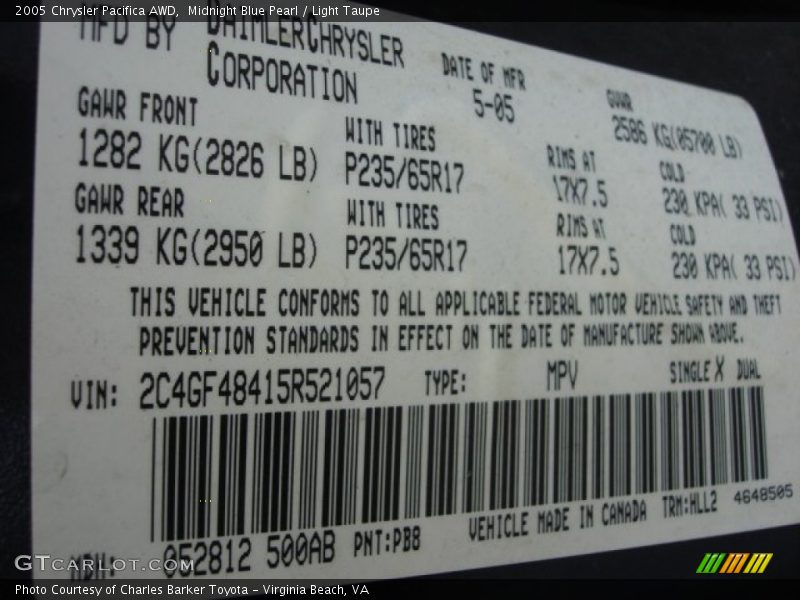 2005 Chrysler Pacifica AWD, Midnight Blue Pearl / Light Taupe
MFD BY DAIMLERCHRYSLER CORPORATION
DATE OF MFR 5-05
GVWR 2586 KG(05700 LB)
GAWR FRONT WITH TIRES RIMS AT COLD
1282 KG(2826 LB) P235/65R17 17X7.5 230 KPA( 33 PSI)
GAWR REAR WITH TIRES RIMS AT COLD
1339 KG(2950 LB) P235/65R17 17X7.5 230 KPA( 33 PSI)
THIS VEHICLE CONFORMS TO ALL APPLICABLE FEDERAL MOTOR VEHICLE SAFETY AND THEFT
PREVENTION STANDARDS IN EFFECT ON THE DATE OF MANUFACTURE SHOWN ABOVE.
VIN: 2C4GF48415R521057 TYPE: MPV SINGLE X DUAL
MDH: 052812 500AB PNT:PB8 VEHICLE MADE IN CANADA TRM:HLL2 4648505
GTCARLOT.COM
Photo Courtesy of Charles Barker Toyota - Virginia Beach, VA